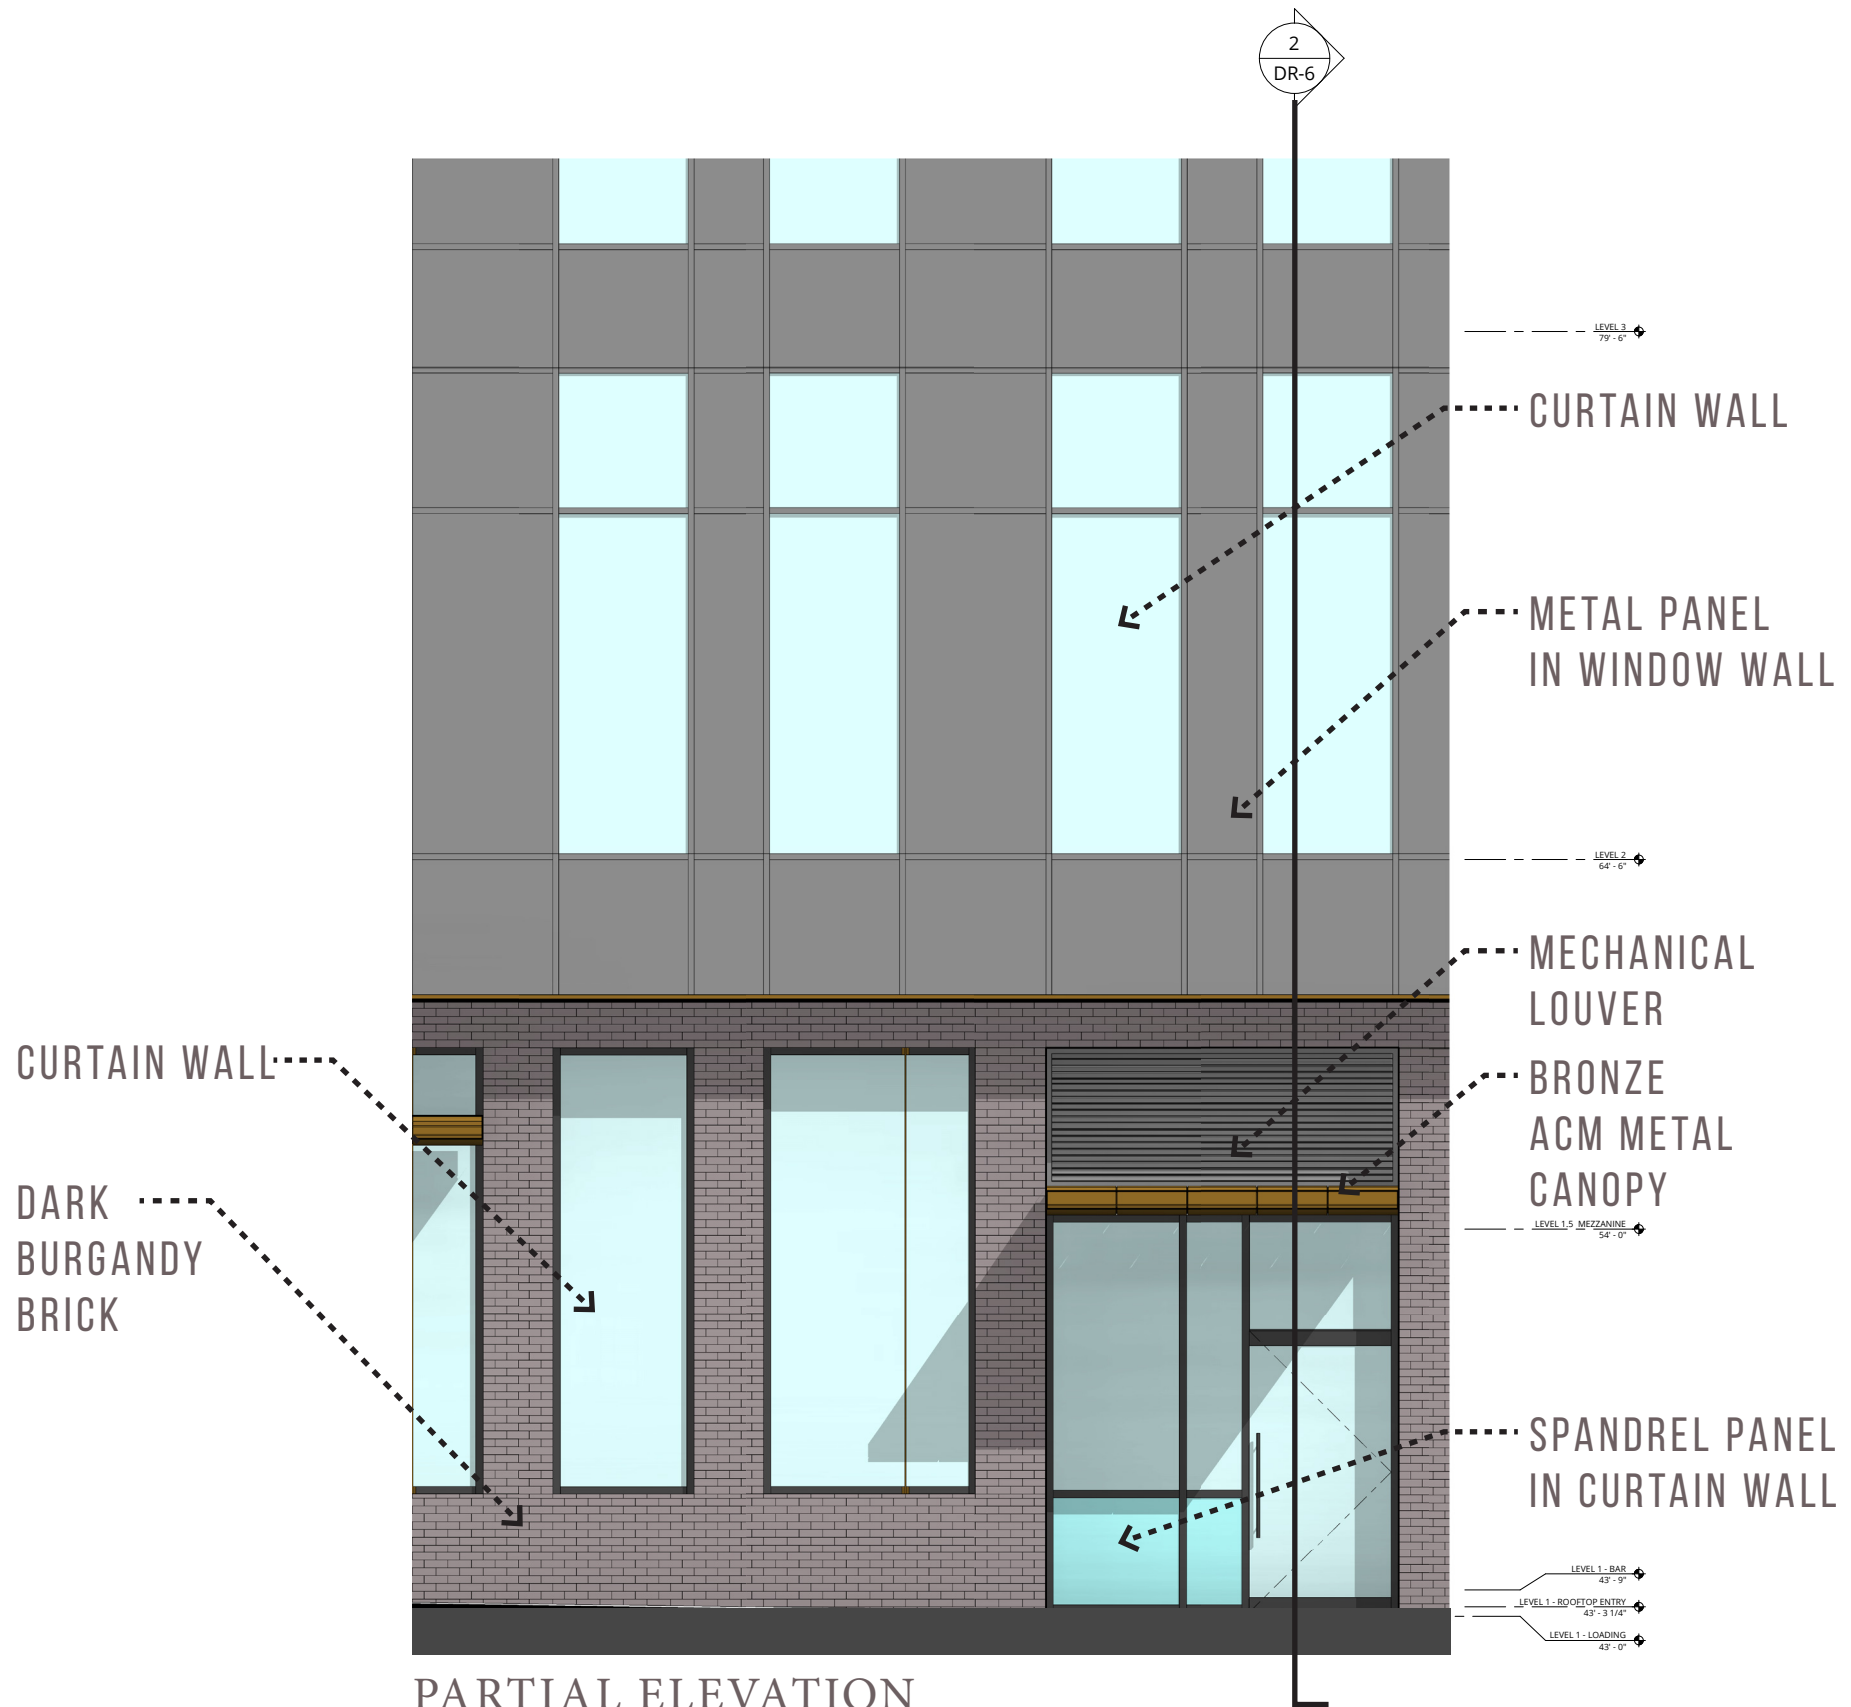 2
DR-6
LEVEL 3
79' - 6"
CURTAIN WALL
METAL PANEL
IN WINDOW WALL
LEVEL 2
64' - 6"
MECHANICAL
LOUVER
CURTAIN WALL
BRONZE
ACM METAL
CANOPY
DARK
BURGANDY
BRICK
LEVEL 1.5 MEZZANINE
54' - 0"
SPANDREL PANEL
IN CURTAIN WALL
LEVEL 1 - BAR
43' - 9"
LEVEL 1 - ROOFTOP ENTRY
43' - 3 1/4"
LEVEL 1 - LOADING
43' - 0"
PARTIAL ELEVATION